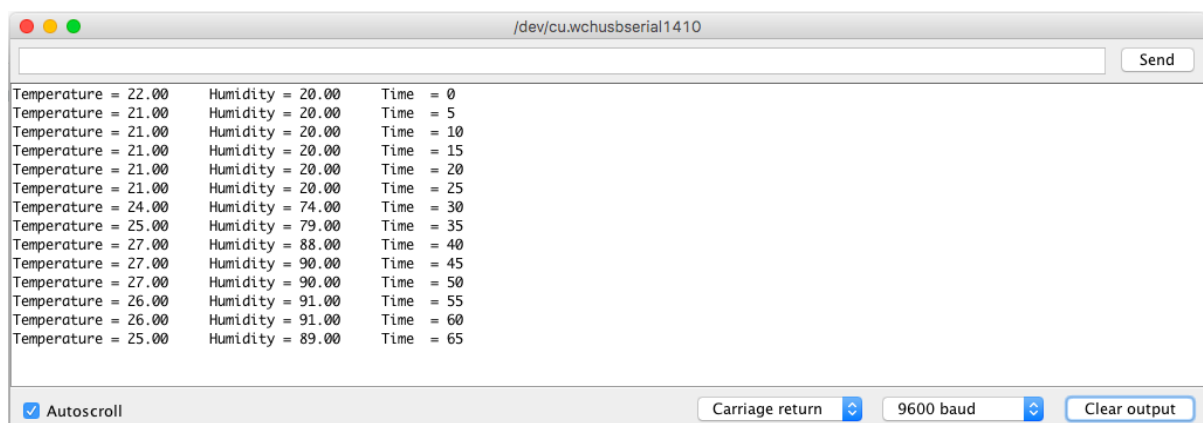 /dev/cu.wchusbserial1410
Send
Temperature = 22.00 Humidity = 20.00 Time = 0
Temperature = 21.00 Humidity = 20.00 Time = 5
Temperature = 21.00 Humidity = 20.00 Time = 10
Temperature = 21.00 Humidity = 20.00 Time = 15
Temperature = 21.00 Humidity = 20.00 Time = 20
Temperature = 21.00 Humidity = 20.00 Time = 25
Temperature = 24.00 Humidity = 74.00 Time = 30
Temperature = 25.00 Humidity = 79.00 Time = 35
Temperature = 27.00 Humidity = 88.00 Time = 40
Temperature = 27.00 Humidity = 90.00 Time = 45
Temperature = 27.00 Humidity = 90.00 Time = 50
Temperature = 26.00 Humidity = 91.00 Time = 55
Temperature = 26.00 Humidity = 91.00 Time = 60
Temperature = 25.00 Humidity = 89.00 Time = 65
Autoscroll Carriage return 9600 baud Clear output